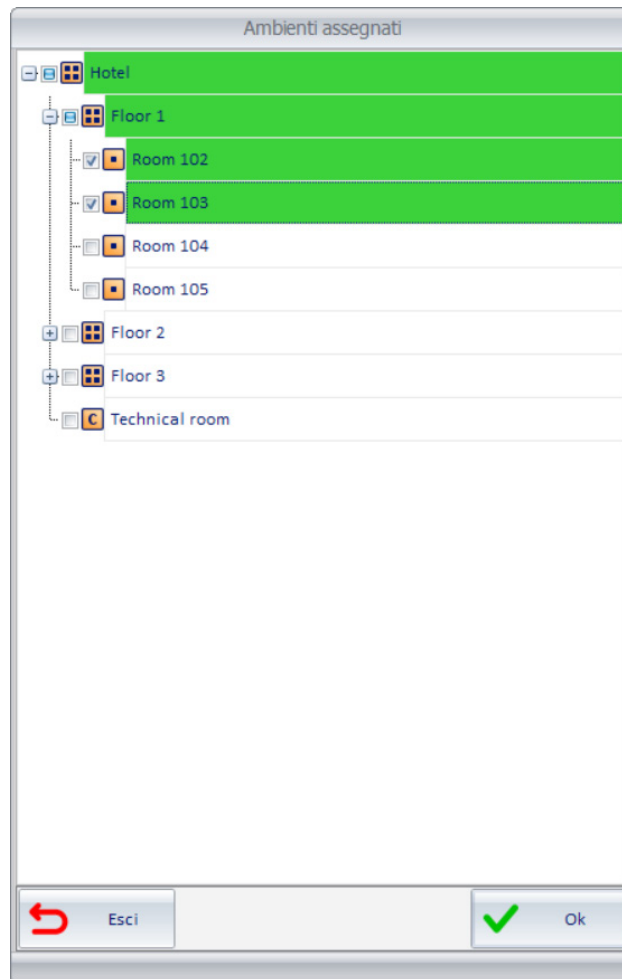 Ambienti assegnati
Hotel
Floor 1
Room 102
Room 103
Room 104
Room 105
Floor 2
Floor 3
C Technical room
Esci
Ok